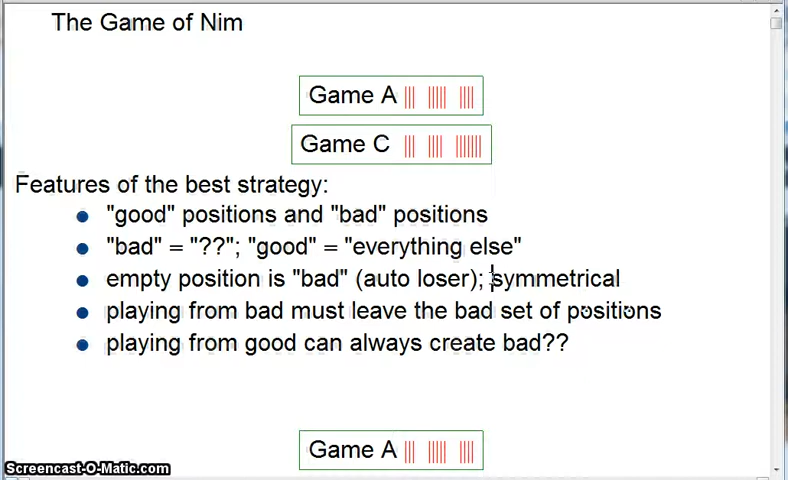 The Game of Nim
Game A ||| ||||| ||||
Game C ||| |||| |||||||
Features of the best strategy:
"good" positions and "bad" positions
"bad" = "??"; "good" = "everything else"
empty position is "bad" (auto loser); symmetrical
playing from bad must leave the bad set of positions
playing from good can always create bad??
Game A ||| ||||| ||||
Screencast-O-Matic.com